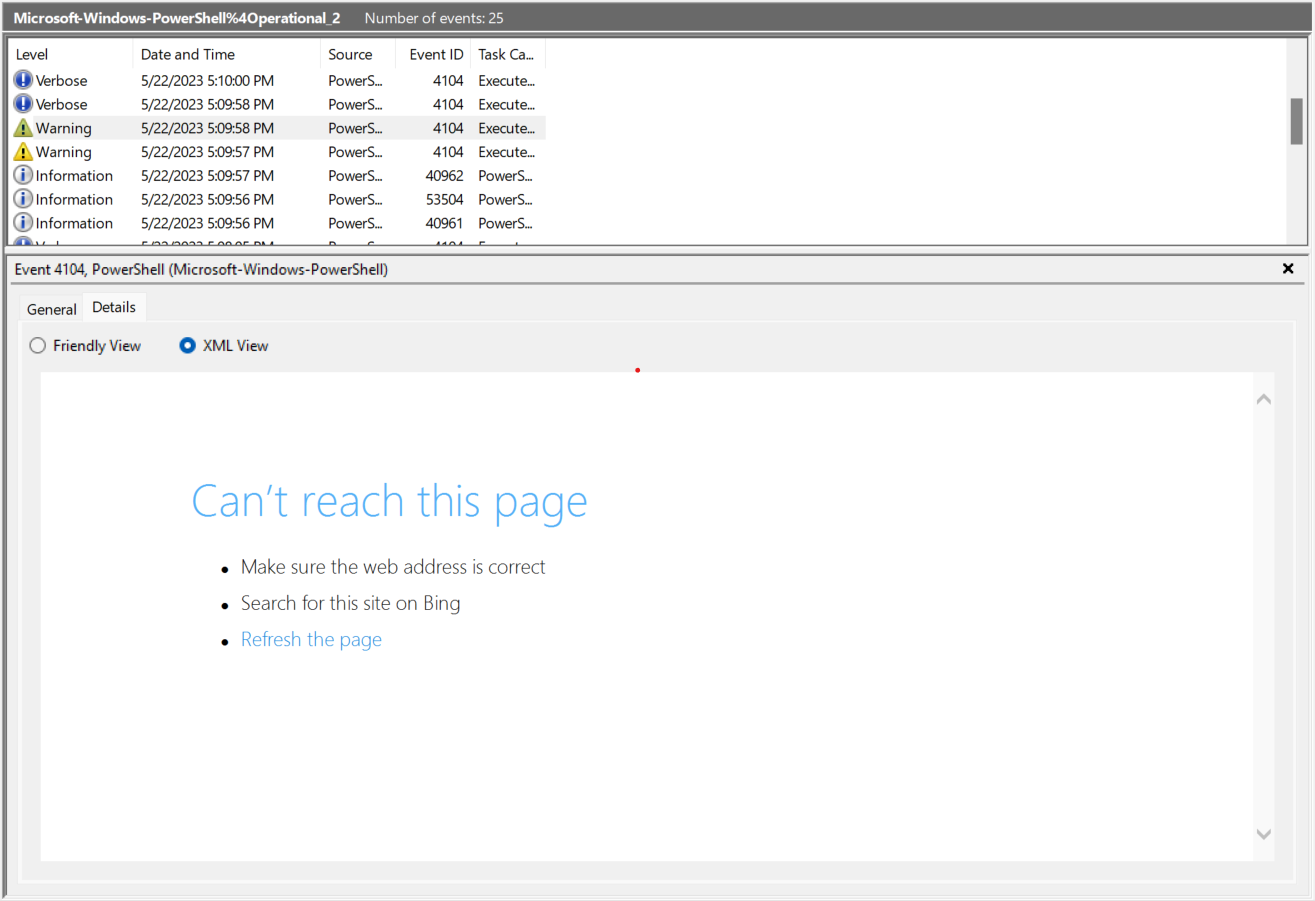 Microsoft-Windows-PowerShell%4Operational_2 Number of events: 25
Level Date and Time Source Event ID Task Ca...
Verbose 5/22/2023 5:10:00 PM PowerS... 4104 Execute...
Verbose 5/22/2023 5:09:58 PM PowerS... 4104 Execute...
Warning 5/22/2023 5:09:58 PM PowerS... 4104 Execute...
Warning 5/22/2023 5:09:57 PM PowerS... 4104 Execute...
Information 5/22/2023 5:09:57 PM PowerS... 40962 PowerS...
Information 5/22/2023 5:09:56 PM PowerS... 53504 PowerS...
Information 5/22/2023 5:09:56 PM PowerS... 40961 PowerS...
Event 4104, PowerShell (Microsoft-Windows-PowerShell)
General Details
Friendly View XML View
Can't reach this page
• Make sure the web address is correct
• Search for this site on Bing
• Refresh the page